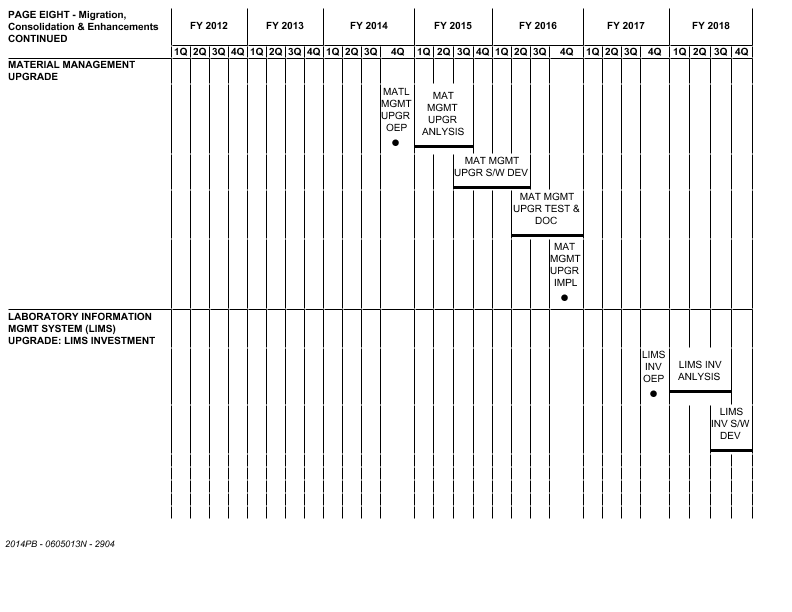 PAGE EIGHT - Migration,
Consolidation & Enhancements
CONTINUED
FY 2012 FY 2013 FY 2014 FY 2015 FY 2016 FY 2017 FY 2018
1Q 2Q 3Q 4Q 1Q 2Q 3Q 4Q 1Q 2Q 3Q 4Q 1Q 2Q 3Q 4Q 1Q 2Q 3Q 4Q 1Q 2Q 3Q 4Q 1Q 2Q 3Q 4Q
MATERIAL MANAGEMENT
UPGRADE
MATL
MGMT
UPGR
OEP
MAT
MGMT
UPGR
ANLYSIS
MAT MGMT
UPGR S/W DEV
MAT MGMT
UPGR TEST &
DOC
MAT
MGMT
UPGR
IMPL
LABORATORY INFORMATION
MGMT SYSTEM (LIMS)
UPGRADE: LIMS INVESTMENT
LIMS
INV
OEP
LIMS INV
ANLYSIS
LIMS
INV S/W
DEV
2014PB - 0605013N - 2904